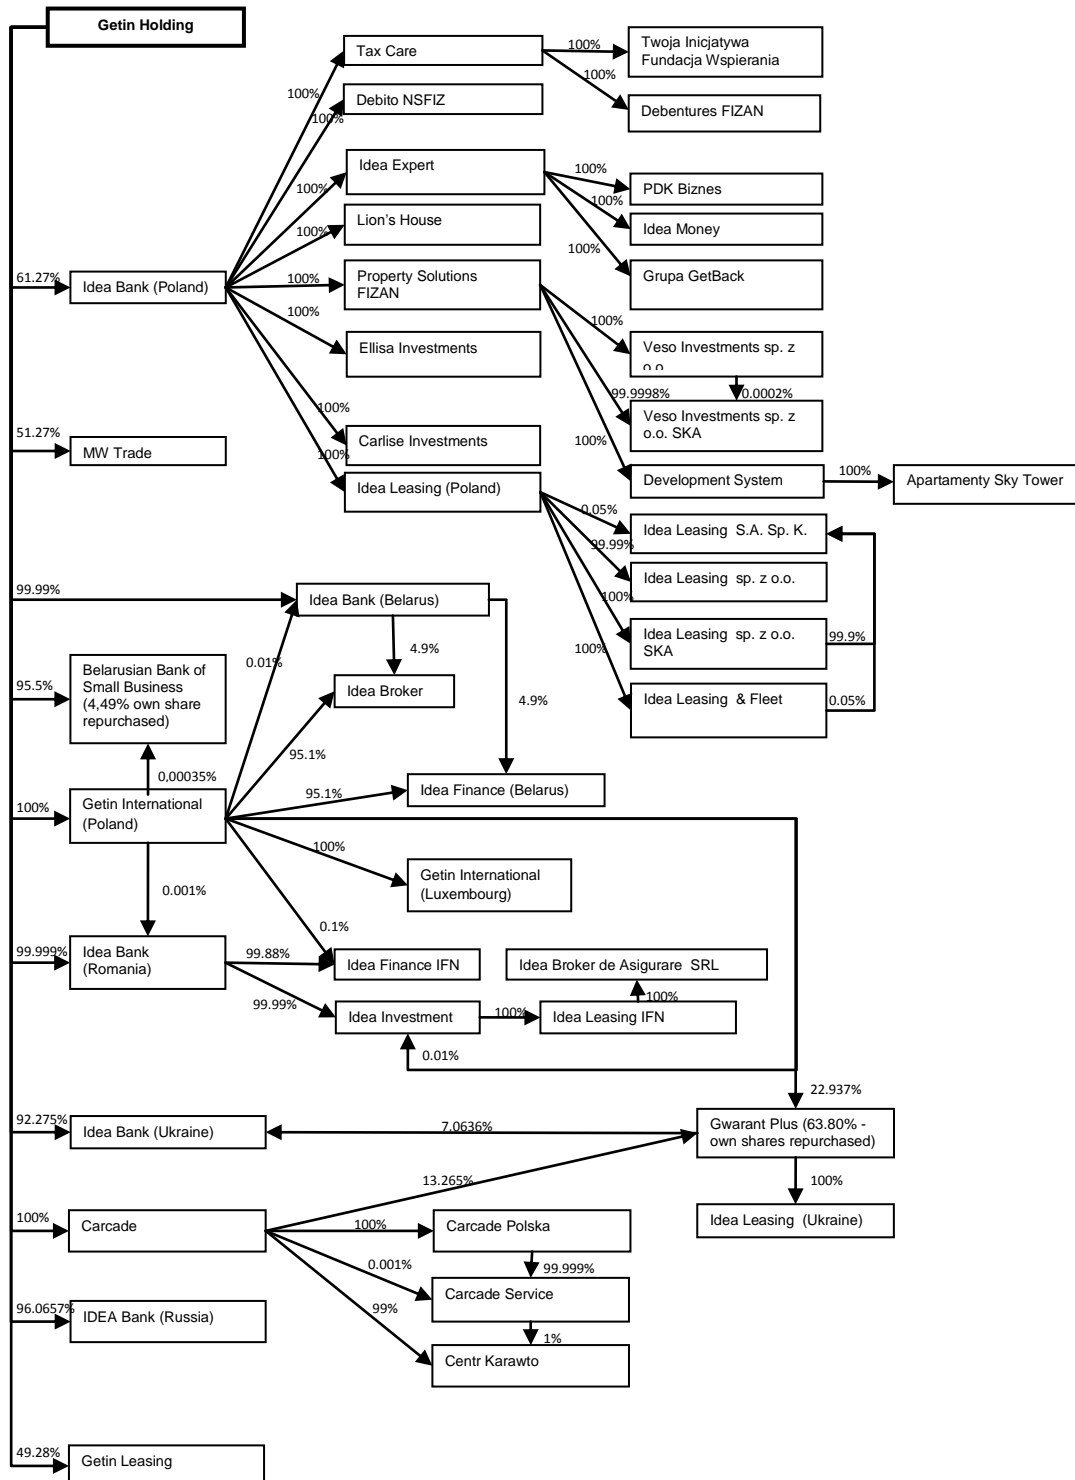 Getin Holding
Tax Care
100%
Twoja Inicjatywa
Fundacja Wspierania
100%
Debentures FIZAN
100%
Debito NSFIZ
100%
Idea Expert
100%
PDK Biznes
100%
Idea Money
100%
Grupa GetBack
100%
Lion's House
100%
61.27%
Idea Bank (Poland)
100%
Property Solutions
FIZAN
100%
Veso Investments sp. z
o.o.
100%
Ellisa Investments
99.9998%
0.0002%
Veso Investments sp. z
o.o. SKA
100%
Carlise Investments
51.27%
MW Trade
100%
Development System
100%
Apartamenty Sky Tower
100%
Idea Leasing (Poland)
0.05%
Idea Leasing S.A. Sp. K.
99.99%
Idea Leasing sp. z o.o.
100%
Idea Leasing sp. z o.o.
SKA
99.9%
100%
Idea Leasing & Fleet
0.05%
99.99%
Idea Bank (Belarus)
4.9%
0.01%
Idea Broker
4.9%
95.5%
Belarusian Bank of
Small Business
(4,49% own share
repurchased)
95.1%
0,00035%
95.1%
Idea Finance (Belarus)
100%
Getin International
(Poland)
100%
Getin International
(Luxembourg)
0.001%
0.1%
99.999%
Idea Bank
(Romania)
99.88%
Idea Finance IFN
Idea Broker de Asigurare SRL
99.99%
Idea Investment
100%
Idea Leasing IFN
100%
0.01%
22.937%
92.275%
Idea Bank (Ukraine)
7.0636%
Gwarant Plus (63.80% -
own shares repurchased)
13.265%
100%
Idea Leasing (Ukraine)
100%
Carcade
100%
Carcade Polska
0.001%
99.999%
Carcade Service
96.0657%
IDEA Bank (Russia)
99%
1%
Centr Karawto
49.28%
Getin Leasing